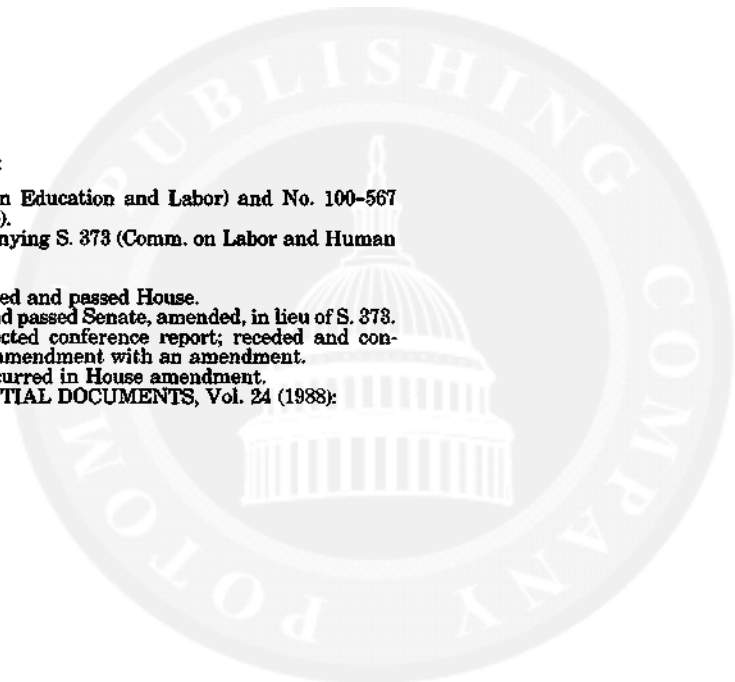 :
n Education and Labor) and No. 100-567
).
nying S. 373 (Comm. on Labor and Human
ed and passed House.
d passed Senate, amended, in lieu of S. 373.
cted conference report; receded and con-
amendment with an amendment.
curred in House amendment.
TIAL DOCUMENTS, Vol. 24 (1988):
PUBLISHING COMPANY
POTOM